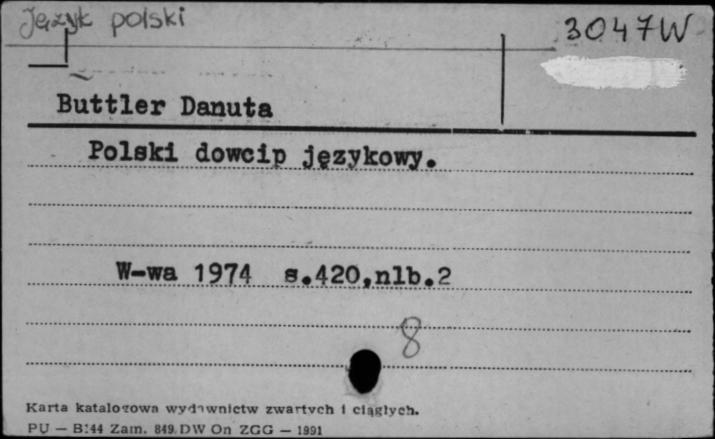 Język polski
3047W
Buttler Danuta
Polski dowcip językowy.
W-wa 1974 s.420,nlb.2
8
Karta katalogowa wydawnictw zwartych i ciągłych.
PU — B/44 Zam. 849. DW On ZGG — 1991